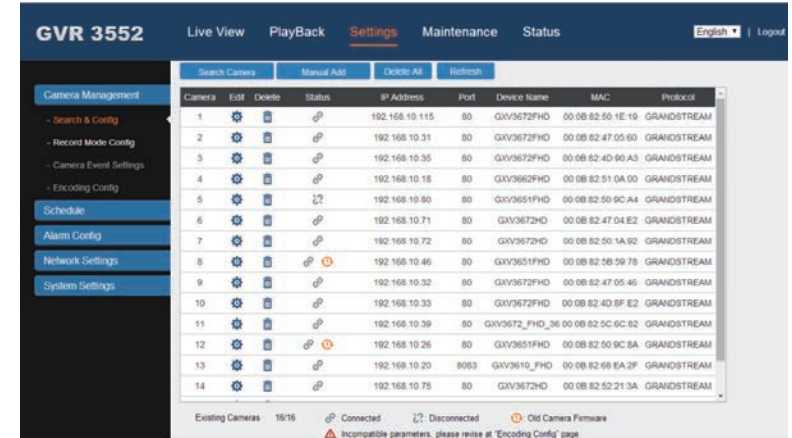 GVR 3552
Live View PlayBack Settings Maintenance Status
English Logout
Search Camera Manual Add Delete All Refresh
Camera Management
- Search & Config
- Record Mode Config
- Camera Event Settings
- Encoding Config
Schedule
Alarm Config
Network Settings
System Settings
Camera Edit Delete Status IP Address Port Device Name MAC Protocol
1 192.168.10.115 80 GXV3672FHD 00:0B:82:50:1E:19 GRANDSTREAM
2 192.168.10.31 80 GXV3672FHD 00:0B:82:47:05:60 GRANDSTREAM
3 192.168.10.35 80 GXV3672FHD 00:0B:82:4D:90:A3 GRANDSTREAM
4 192.168.10.18 80 GXV3662FHD 00:0B:82:51:0A:00 GRANDSTREAM
5 192.168.10.80 80 GXV3651FHD 00:0B:82:50:9C:A4 GRANDSTREAM
6 192.168.10.71 80 GXV3672HD 00:0B:82:47:04:E2 GRANDSTREAM
7 192.168.10.72 80 GXV3672HD 00:0B:82:50:1A:92 GRANDSTREAM
8 192.168.10.46 80 GXV3651FHD 00:0B:82:5B:59:78 GRANDSTREAM
9 192.168.10.32 80 GXV3672FHD 00:0B:82:47:05:46 GRANDSTREAM
10 192.168.10.33 80 GXV3672FHD 00:0B:82:4D:8F:E2 GRANDSTREAM
11 192.168.10.39 80 GXV3672_FHD_36 00:0B:82:5C:6C:82 GRANDSTREAM
12 192.168.10.26 80 GXV3651FHD 00:0B:82:50:9C:8A GRANDSTREAM
13 192.168.10.20 8083 GXV3610_FHD 00:0B:82:68:EA:2F GRANDSTREAM
14 192.168.10.75 80 GXV3672HD 00:0B:82:52:21:3A GRANDSTREAM
Existing Cameras 16/16 : Connected : Disconnected : Old Camera Firmware
: Incompatible parameters, please revise at "Encoding Config" page.